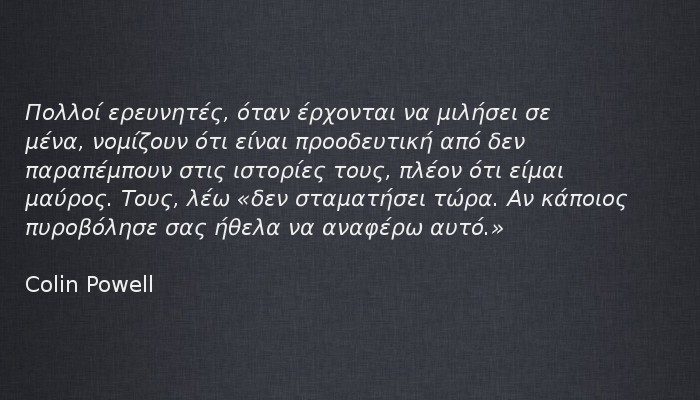 Πολλοί ερευνητές, όταν έρχονται να μιλήσει σε
μένα, νομίζουν ότι είναι προοδευτική από δεν
παραπέμπουν στις ιστορίες τους, πλέον ότι είμαι
μαύρος. Τους, λέω «δεν σταματήσει τώρα. Αν κάποιος
πυροβόλησε σας ήθελα να αναφέρω αυτό.»
Colin Powell